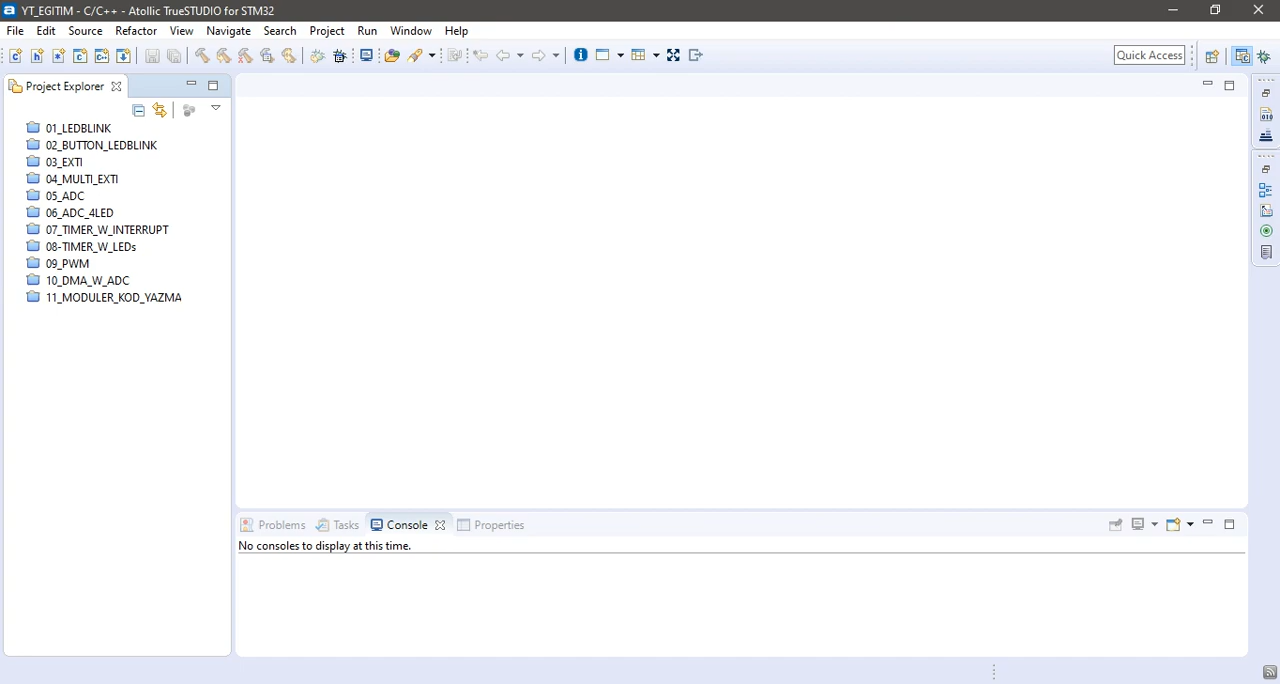 YT_EGITIM - C/C++ - Atollic TrueSTUDIO for STM32
File Edit Source Refactor View Navigate Search Project Run Window Help
Quick Access
Project Explorer
01_LEDBLINK
02_BUTTON_LEDBLINK
03_EXTI
04_MULTI_EXTI
05_ADC
06_ADC_4LED
07_TIMER_W_INTERRUPT
08-TIMER_W_LEDs
09_PWM
10_DMA_W_ADC
11_MODULER_KOD_YAZMA
Problems Tasks Console Properties
No consoles to display at this time.